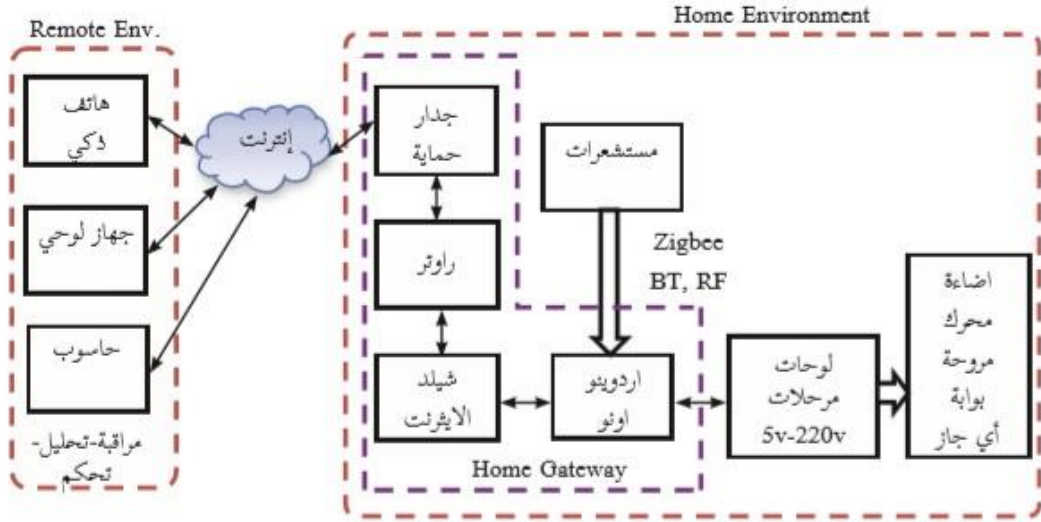 Home Environment
Remote Env.
هاتف
ذكي
جهاز لوحي
حاسوب
مراقبة-تحليل-
تحكم
إنترنت
جدار
حماية
راوتر
شيلد
الايثرنت
مستشعرات
Zigbee
BT, RF
اردوينو
اونو
Home Gateway
لوحات
مرحلات
5v-220v
اضاءة
محرك
مروحة
بوابة
أي جاز